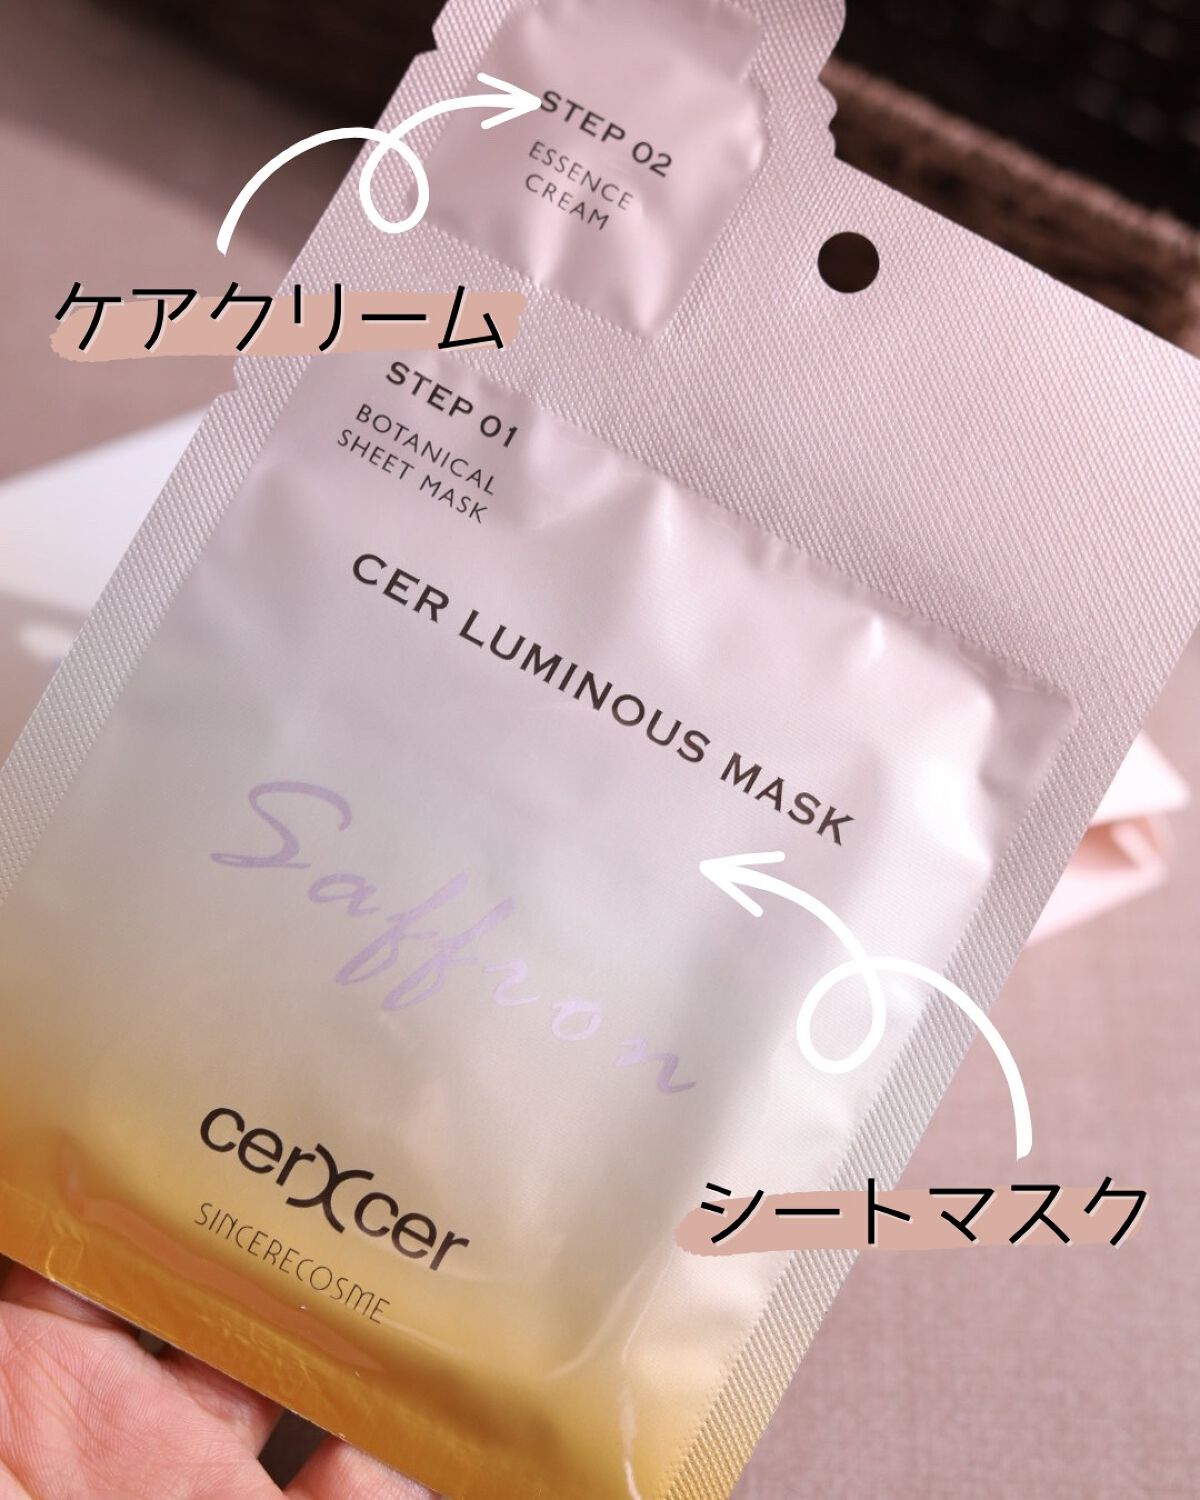 STEP 02
ESSENCE
CREAM
ケアクリーム
STEP 01
BOTANICAL
SHEET MASK
CER LUMINOUS MASK
Saffron
シートマスク
cerXcer
SINCERECOSME